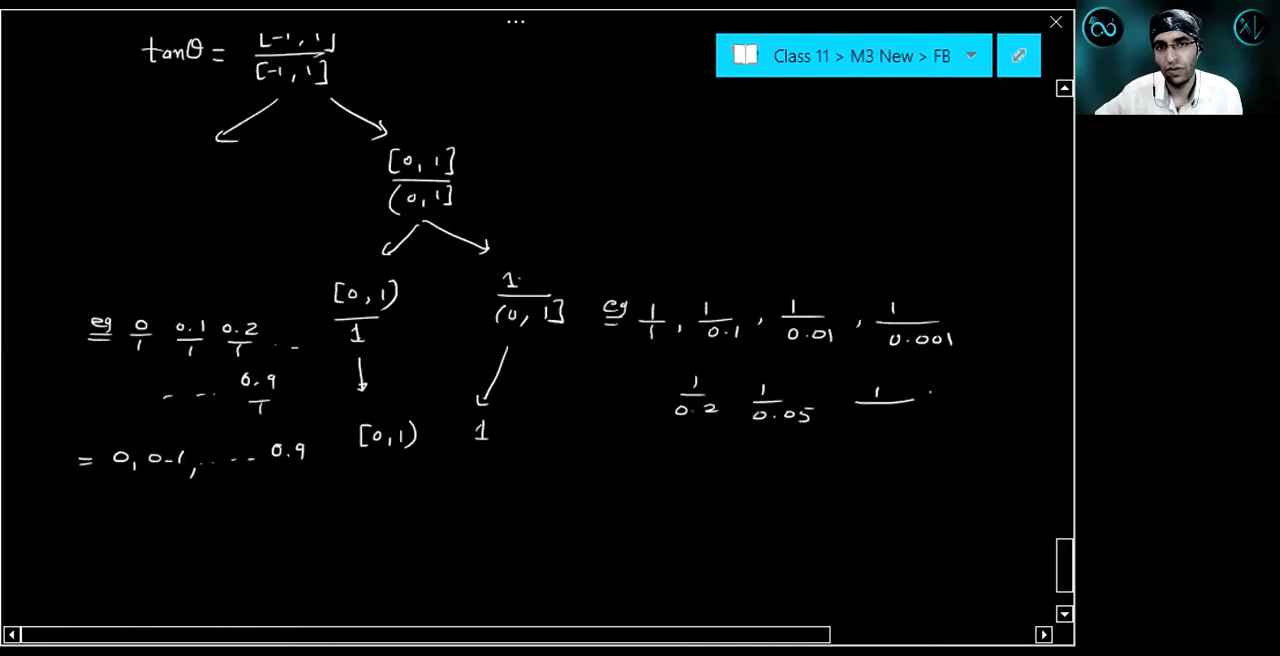 ...
tanθ = [-1, 1] / [-1, 1]
Class 11 > M3 New > FB
[0, 1] / (0, 1]
[0, 1) / 1
1 / (0, 1]
eg 0/1 0.1/1 0.2/1 ...
... 0.9/1
= 0, 0.1, .... 0.9
[0, 1)
1
eg 1/1, 1/0.1, 1/0.01, 1/0.001
1/0.2 1/0.05 1/